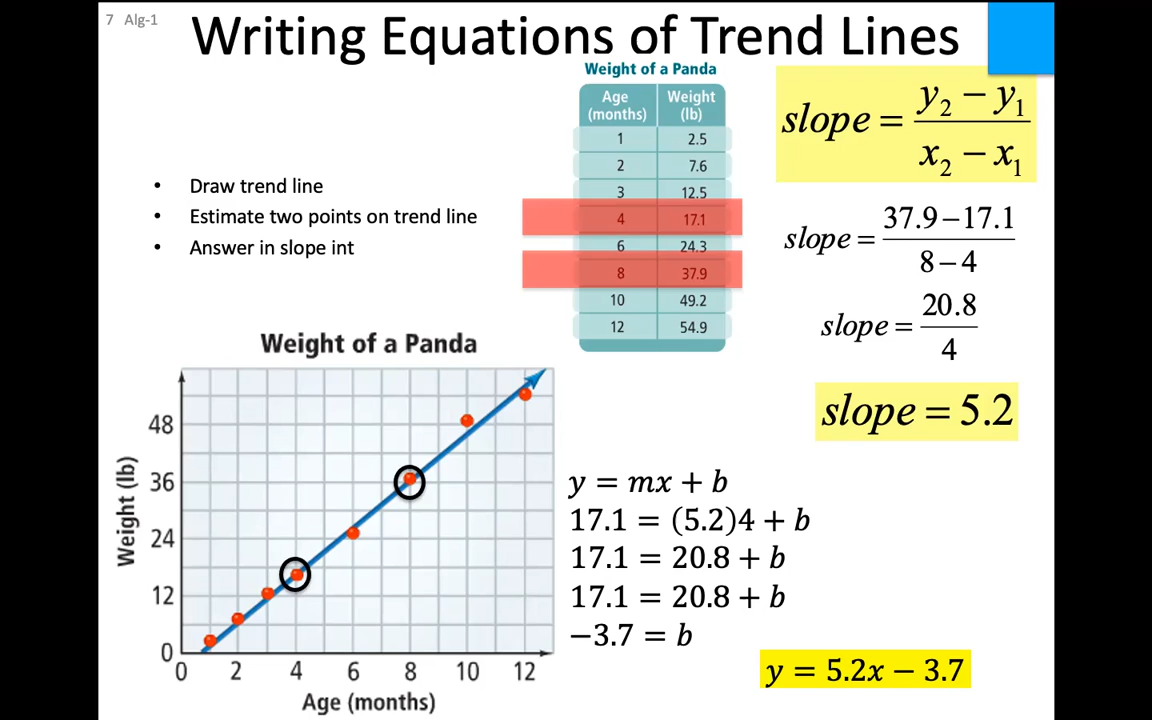 7 Alg-1
Writing Equations of Trend Lines
• Draw trend line
• Estimate two points on trend line
• Answer in slope int
Weight of a Panda
Age (months) Weight (lb)
1 2.5
2 7.6
3 12.5
4 17.1
6 24.3
8 37.9
10 49.2
12 54.9
slope = (y₂ − y₁)/(x₂ − x₁)
slope = (37.9 − 17.1)/(8 − 4)
slope = 20.8/4
slope = 5.2
Weight of a Panda
Weight (lb)
48
36
24
12
0
0 2 4 6 8 10 12
Age (months)
y = mx + b
17.1 = (5.2)4 + b
17.1 = 20.8 + b
17.1 = 20.8 + b
−3.7 = b
y = 5.2x − 3.7